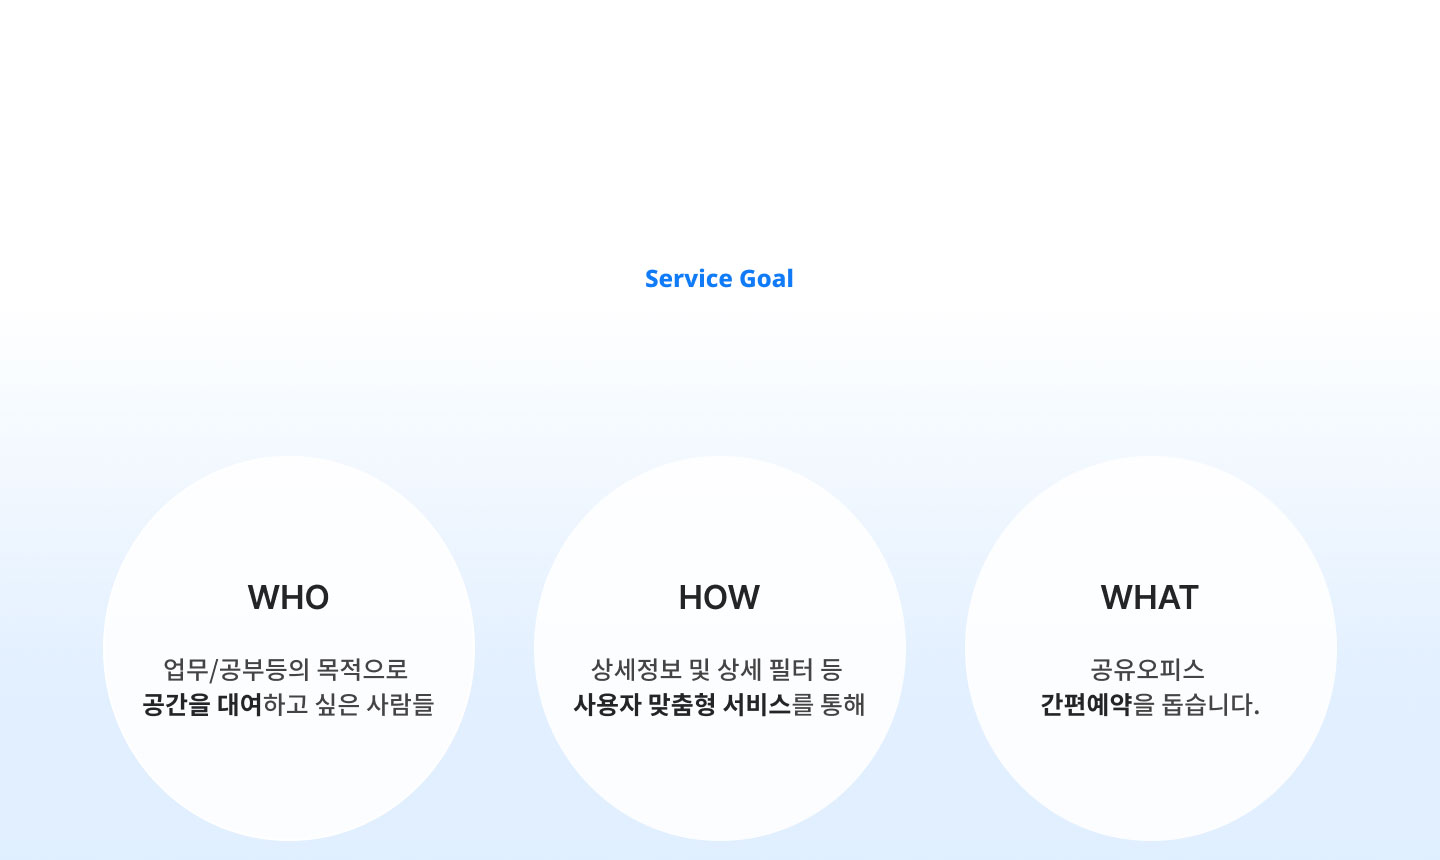 Service Goal
WHO
업무/공부등의 목적으로
공간을 대여하고 싶은 사람들
HOW
상세정보 및 상세 필터 등
사용자 맞춤형 서비스를 통해
WHAT
공유오피스
간편예약을 돕습니다.